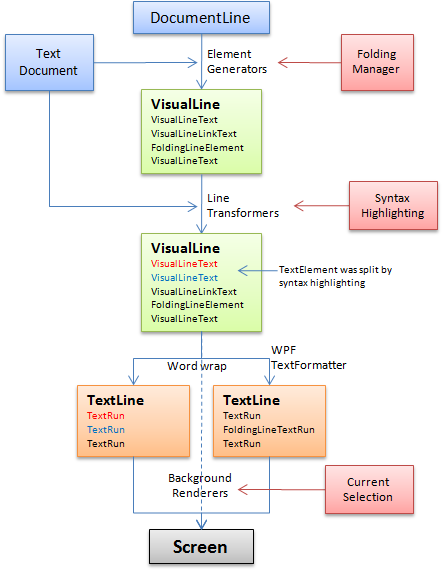 DocumentLine
Text
Document
Element
Generators
Folding
Manager
VisualLine
VisualLineText
VisualLineLinkText
FoldingLineElement
VisualLineText
Line
Transformers
Syntax
Highlighting
VisualLine
VisualLineText
VisualLineText
VisualLineLinkText
FoldingLineElement
VisualLineText
TextElement was split by
syntax highlighting
Word wrap
WPF
TextFormatter
TextLine
TextRun
TextRun
TextRun
TextLine
TextRun
FoldingLineTextRun
TextRun
Background
Renderers
Current
Selection
Screen